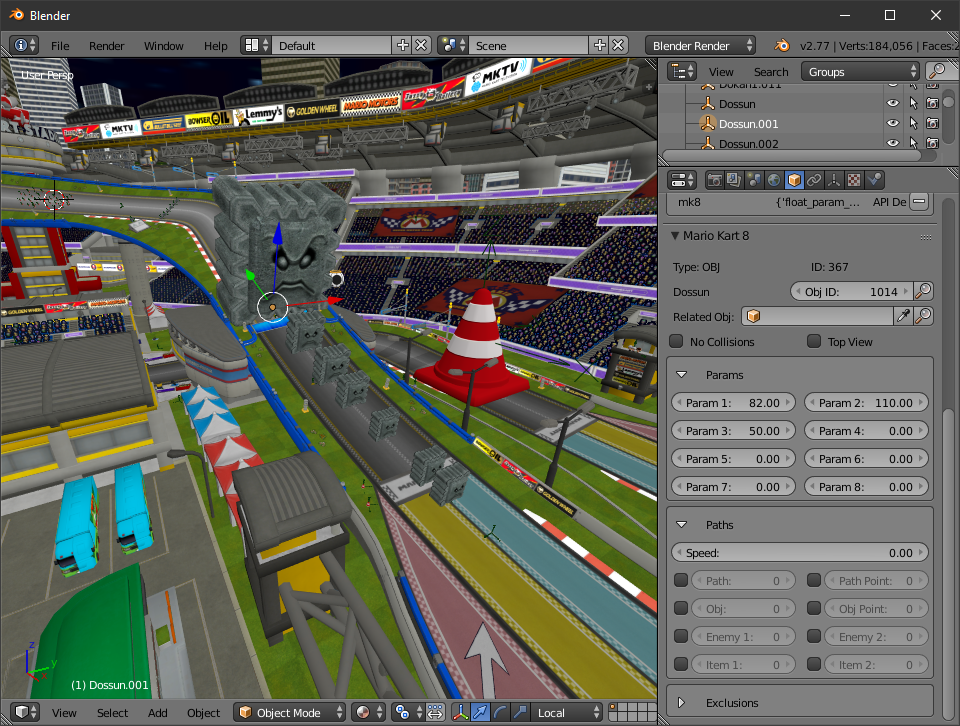 Blender
File Render Window Help Default Scene Blender Render v2.77 | Verts:184,056 | Faces:2
User Persp
View Search Groups
Dokan1.011
Dossun
Dossun.001
Dossun.002
mk8 {'float_param_... API De
Mario Kart 8
Type: OBJ ID: 367
Dossun Obj ID: 1014
Related Obj:
No Collisions Top View
Params
Param 1: 82.00 Param 2: 110.00
Param 3: 50.00 Param 4: 0.00
Param 5: 0.00 Param 6: 0.00
Param 7: 0.00 Param 8: 0.00
Paths
Speed: 0.00
Path: 0 Path Point: 0
Obj: 0 Obj Point: 0
Enemy 1: 0 Enemy 2: 0
Item 1: 0 Item 2: 0
Exclusions
MKTV
MKTV
BOWSER OIL
Lemmy's
GOLDEN WHEEL
MARIO MOTORS
z
y
(1) Dossun.001
View Select Add Object Object Mode Local